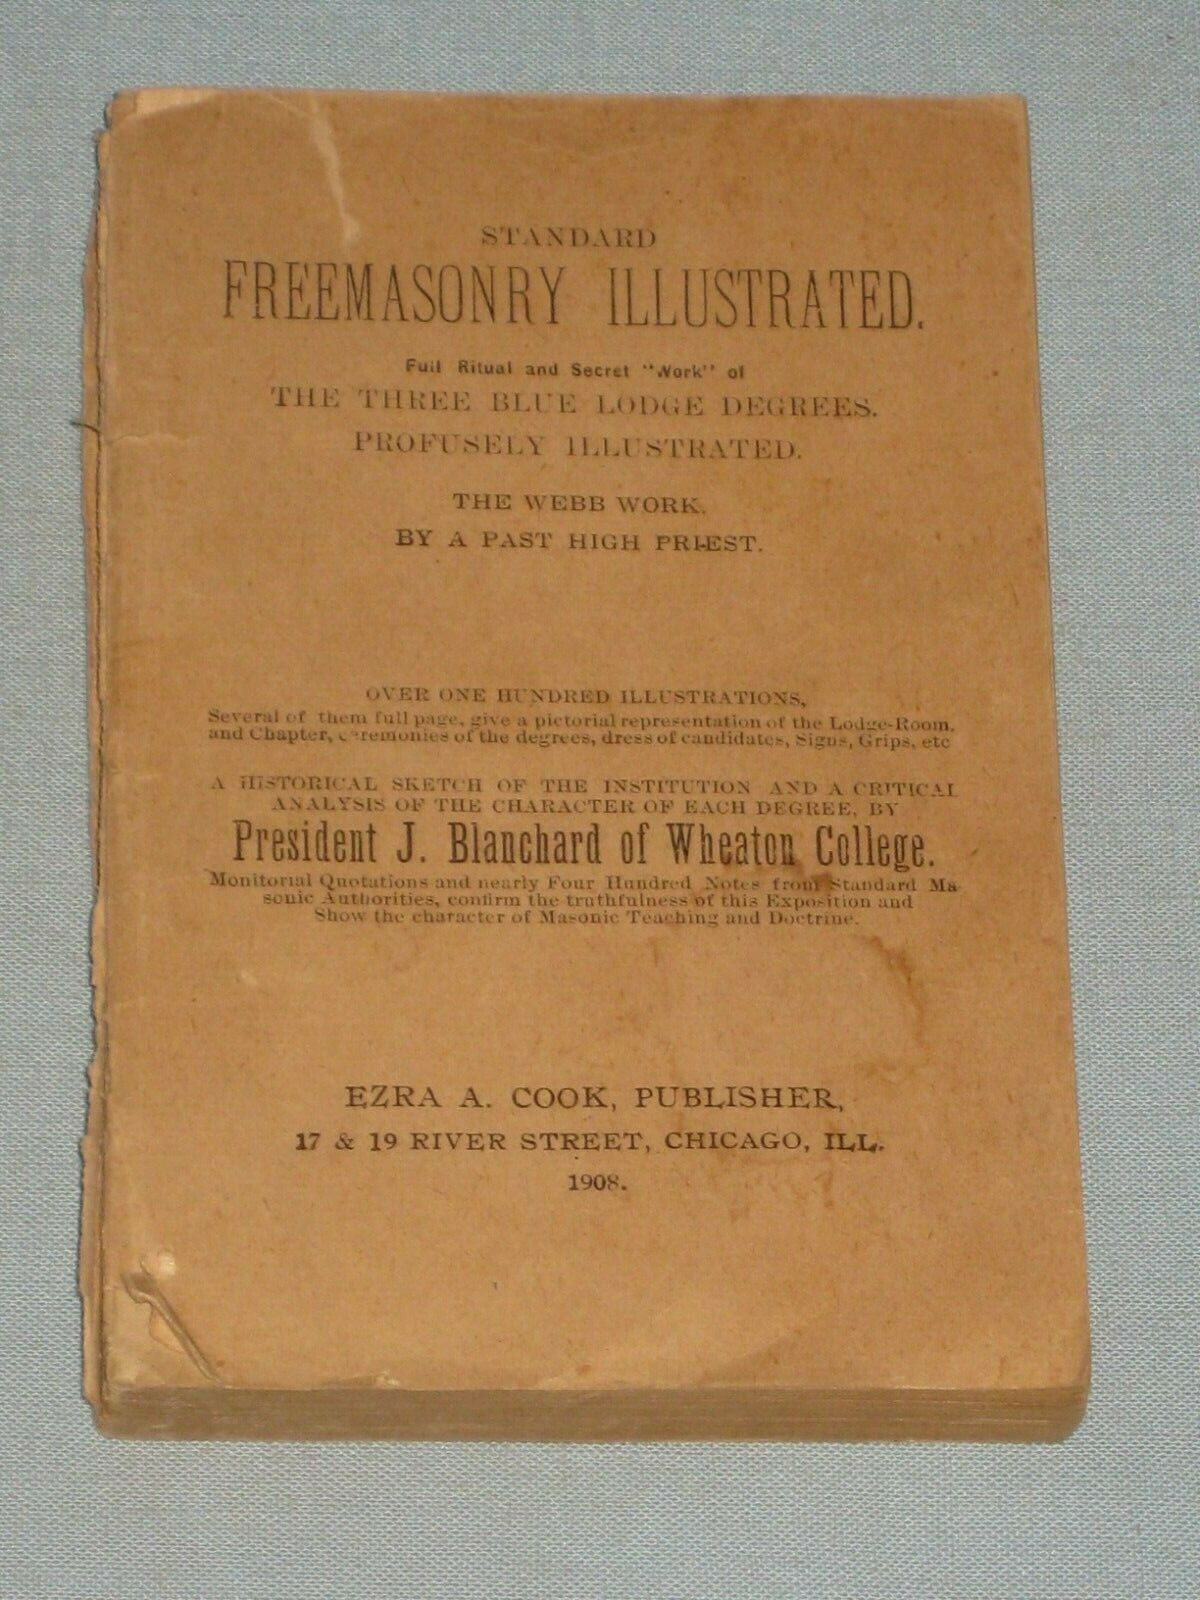 STANDARD
FREEMASONRY ILLUSTRATED.
Full Ritual and Secret "Work" of
THE THREE BLUE LODGE DEGREES.
PROFUSELY ILLUSTRATED.
THE WEBB WORK.
BY A PAST HIGH PRIEST.
OVER ONE HUNDRED ILLUSTRATIONS,
Several of them full page, give a pictorial representation of the Lodge-Room,
and Chapter, ceremonies of the degrees, dress of candidates, Signs, Grips, etc
A HISTORICAL SKETCH OF THE INSTITUTION AND A CRITICAL
ANALYSIS OF THE CHARACTER OF EACH DEGREE, BY
President J. Blanchard of Wheaton College.
Monitorial Quotations and nearly Four Hundred Notes from Standard Ma-
sonic Authorities, confirm the truthfulness of this Exposition and
Show the character of Masonic Teaching and Doctrine.
EZRA A. COOK, PUBLISHER,
17 & 19 RIVER STREET, CHICAGO, ILL.
1908.